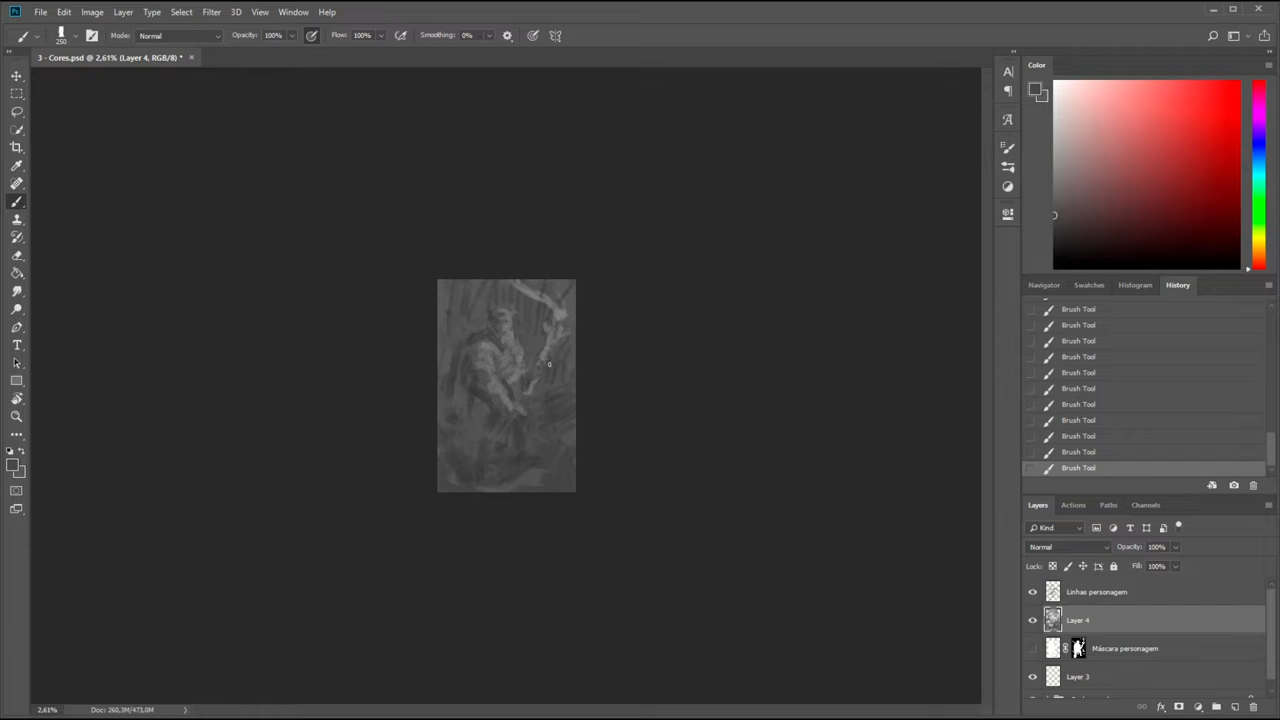 Ps File Edit Image Layer Type Select Filter 3D View Window Help
250 Mode: Normal Opacity: 100% Flow: 100% Smoothing: 0%
3 - Cores.psd @ 2,61% (Layer 4, RGB/8) *
Color
Navigator Swatches Histogram History
Brush Tool
Brush Tool
Brush Tool
Brush Tool
Brush Tool
Brush Tool
Brush Tool
Brush Tool
Brush Tool
Brush Tool
Brush Tool
Layers Actions Paths Channels
Kind
Normal Opacity: 100%
Lock: Fill: 100%
Linhas personagem
Layer 4
Máscara personagem
Layer 3
2,61% Doc: 260,3M/473,0M